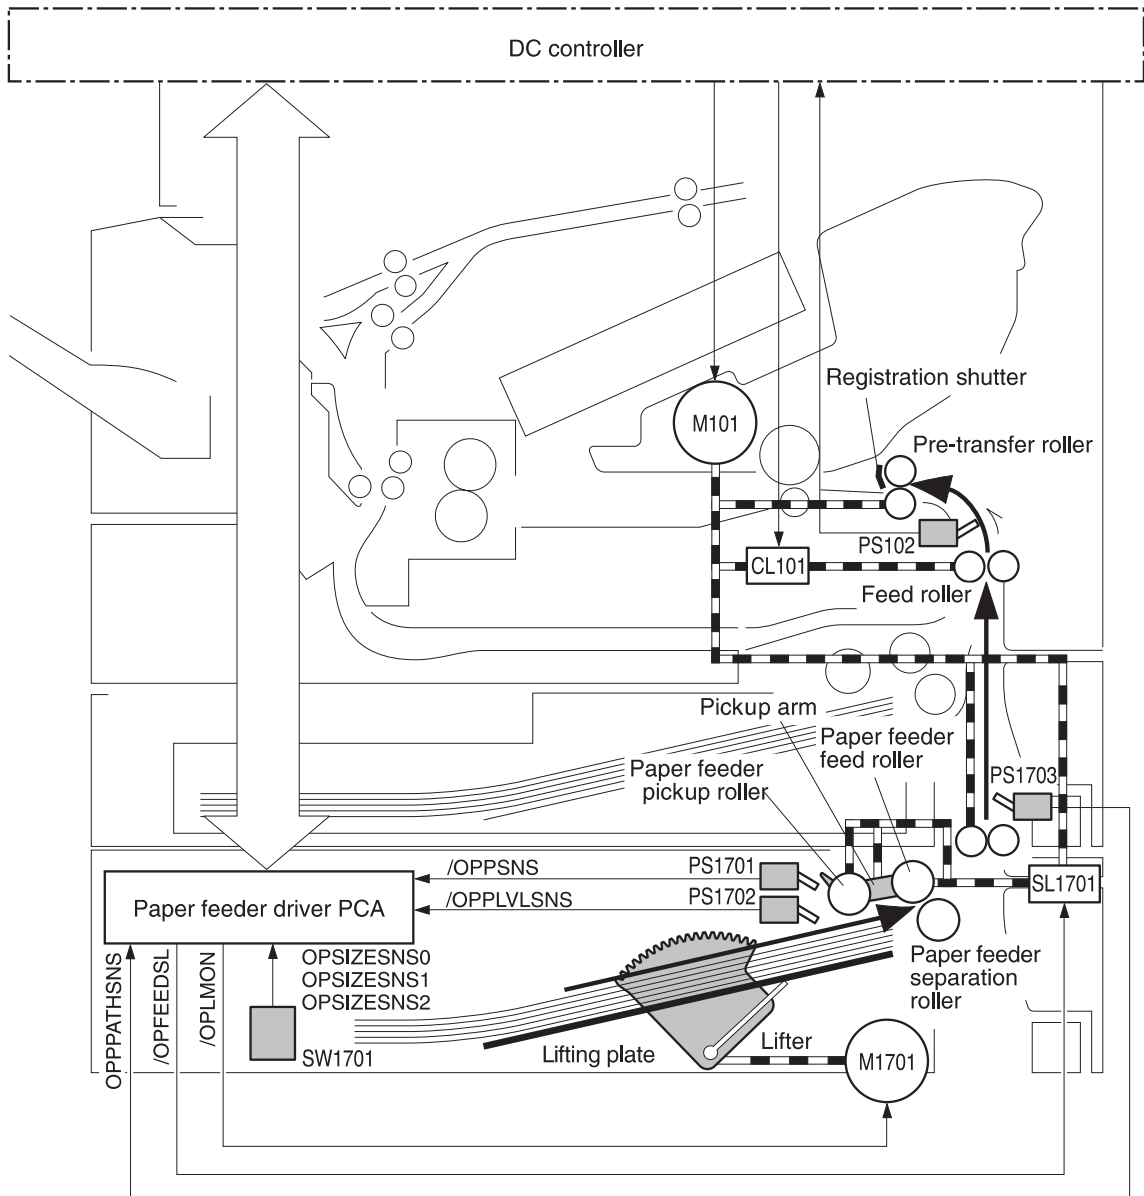 DC controller
Registration shutter
M101
Pre-transfer roller
PS102
CL101
Feed roller
Pickup arm
Paper feeder
feed roller
Paper feeder
pickup roller
PS1703
/OPPSNS
PS1701
/OPPLVLSNS
PS1702
SL1701
Paper feeder driver PCA
OPPPATHSNS
/OPFEEDSL
/OPLMON
OPSIZESNS0
OPSIZESNS1
OPSIZESNS2
SW1701
Paper feeder
separation
roller
Lifting plate
Lifter
M1701